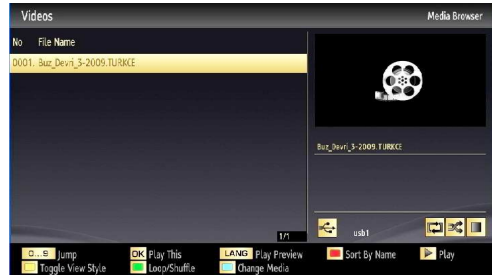 Videos
Media Browser
No File Name
0001. Buz_Devri_3-2009.TURKCE
Buz_Devri_3-2009.TURKCE
1/1
usb1
0...9 Jump
OK Play This
LANG Play Preview
Sort By Name
Play
Toggle View Style
Loop/Shuffle
Change Media